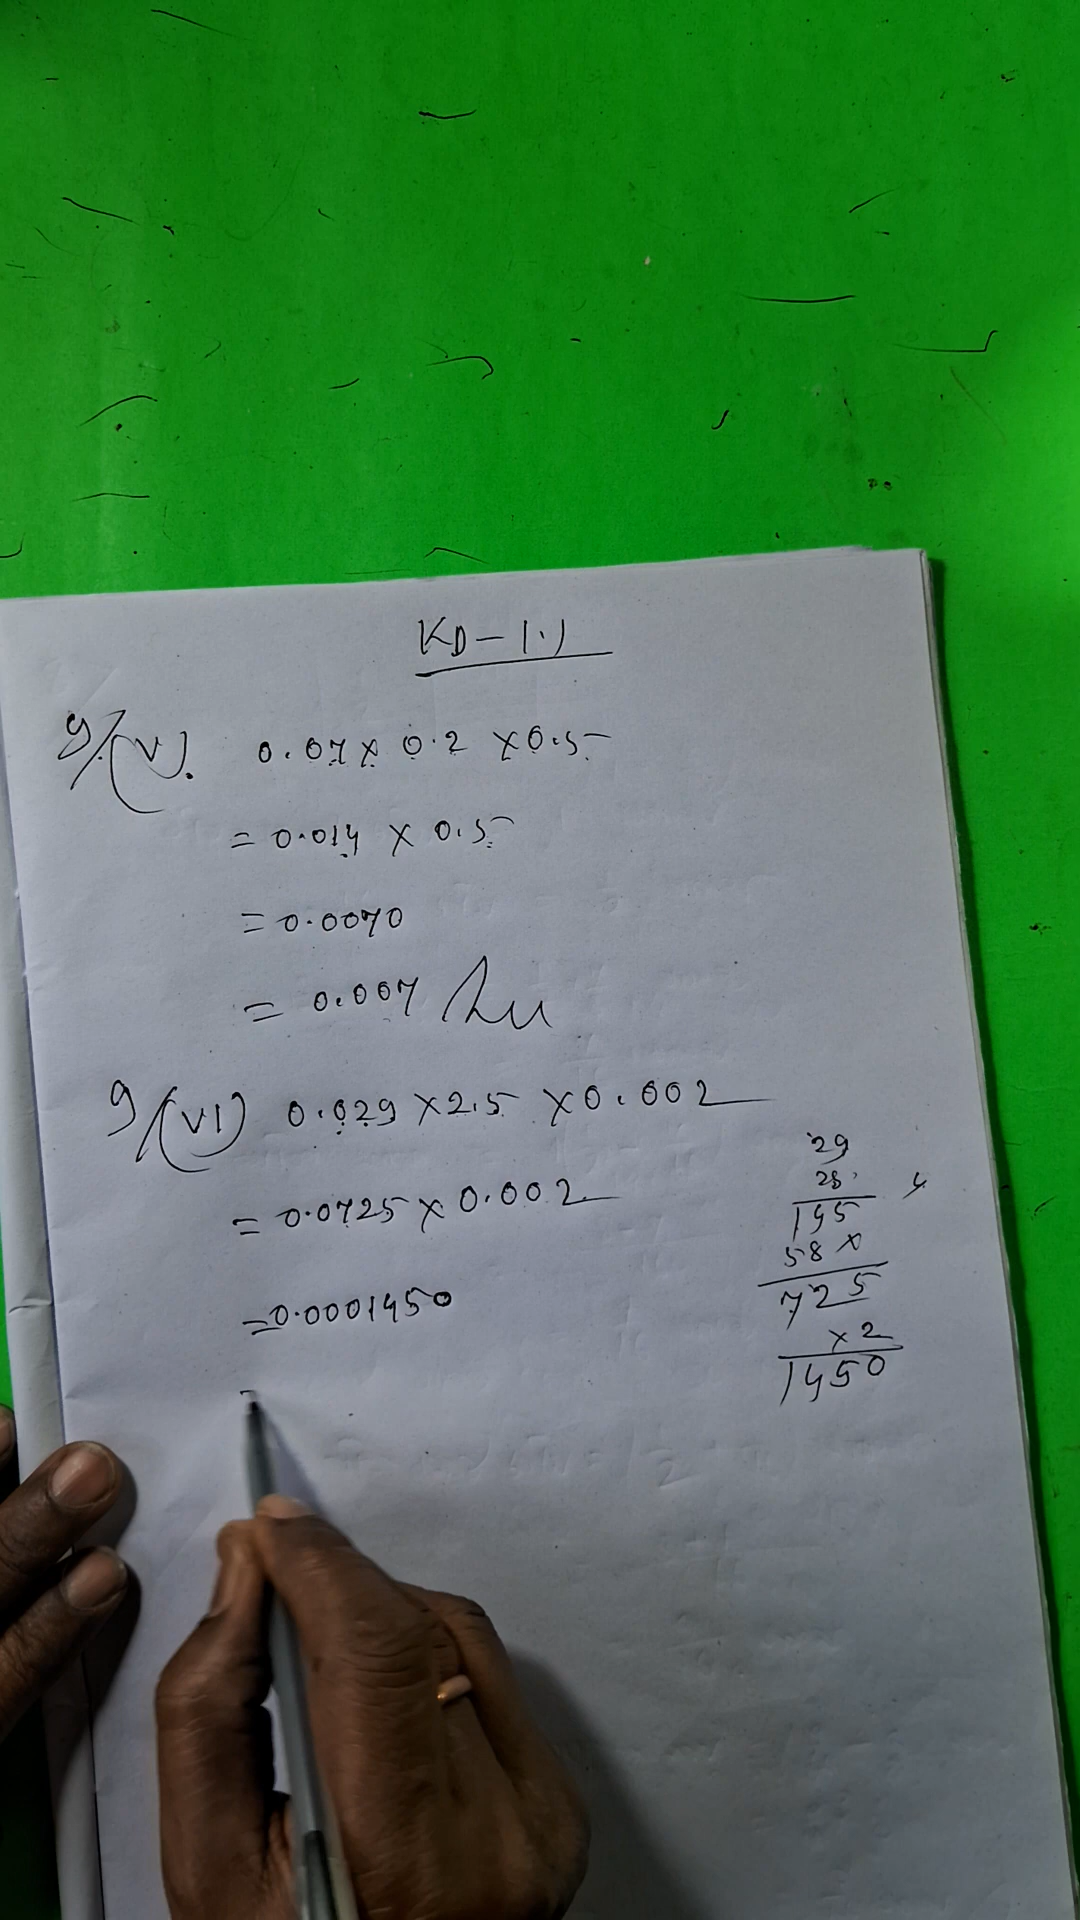 KD-1.1
9/(V). 0.07 x 0.2 x 0.5
= 0.014 x 0.5
= 0.0070
= 0.007
9/(VI) 0.029 x 2.5 x 0.002
= 0.0725 x 0.002
= 0.0001450
=
29
25
145
58 x
725
x 2
1450